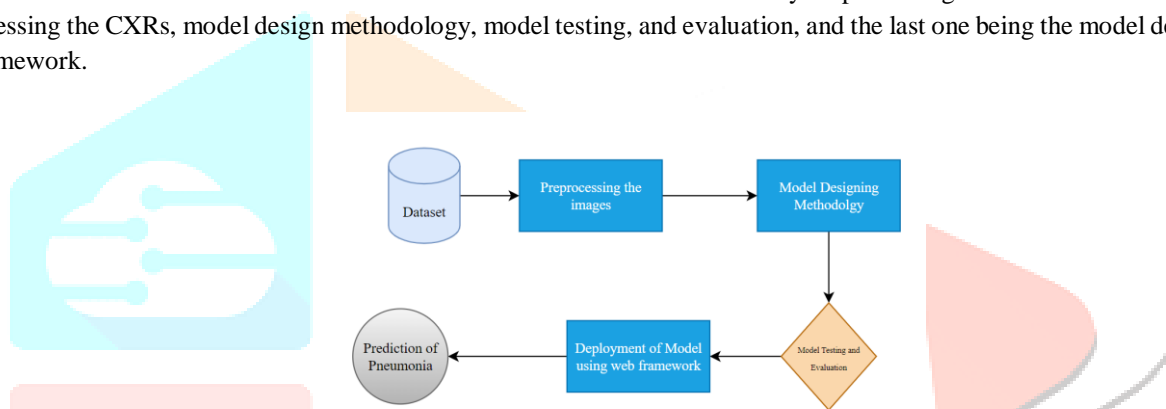 essing the CXRs, model design methodology, model testing, and evaluation, and the last one being the model de
mework.
Dataset
Preprocessing the
images
Model Designing
Methodolgy
Prediction of
Pneumonia
Deployment of Model
using web framework
Model Testing and
Evaluation